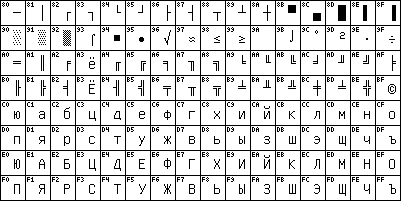 80 81 82 83 84 85 86 87 88 89 8A 8B 8C 8D 8E 8F
─ │ ┌ ┐ └ ┘ ├ ┤ ┬ ┴ ┼ ▀ ▄ █ ▌ ▐
90 91 92 93 94 95 96 97 98 99 9A 9B 9C 9D 9E 9F
░ ▒ ▓ ⌠ ■ ∙ √ ≈ ≤ ≥ ⌡ ° ² · ÷
A0 A1 A2 A3 A4 A5 A6 A7 A8 A9 AA AB AC AD AE AF
═ ║ ╒ ё ╓ ╔ ╕ ╖ ╗ ╘ ╙ ╚ ╛ ╜ ╝ ╞
B0 B1 B2 B3 B4 B5 B6 B7 B8 B9 BA BB BC BD BE BF
╟ ╠ ╡ Ё ╢ ╣ ╤ ╥ ╦ ╧ ╨ ╩ ╪ ╫ ╬ ©
C0 C1 C2 C3 C4 C5 C6 C7 C8 C9 CA CB CC CD CE CF
ю а б ц д е ф г х и й к л м н о
D0 D1 D2 D3 D4 D5 D6 D7 D8 D9 DA DB DC DD DE DF
п я р с т у ж в ь ы з ш э щ ч ъ
E0 E1 E2 E3 E4 E5 E6 E7 E8 E9 EA EB EC ED EE EF
Ю А Б Ц Д Е Ф Г Х И Й К Л М Н О
F0 F1 F2 F3 F4 F5 F6 F7 F8 F9 FA FB FC FD FE FF
П Я Р С Т У Ж В Ь Ы З Ш Э Щ Ч Ъ